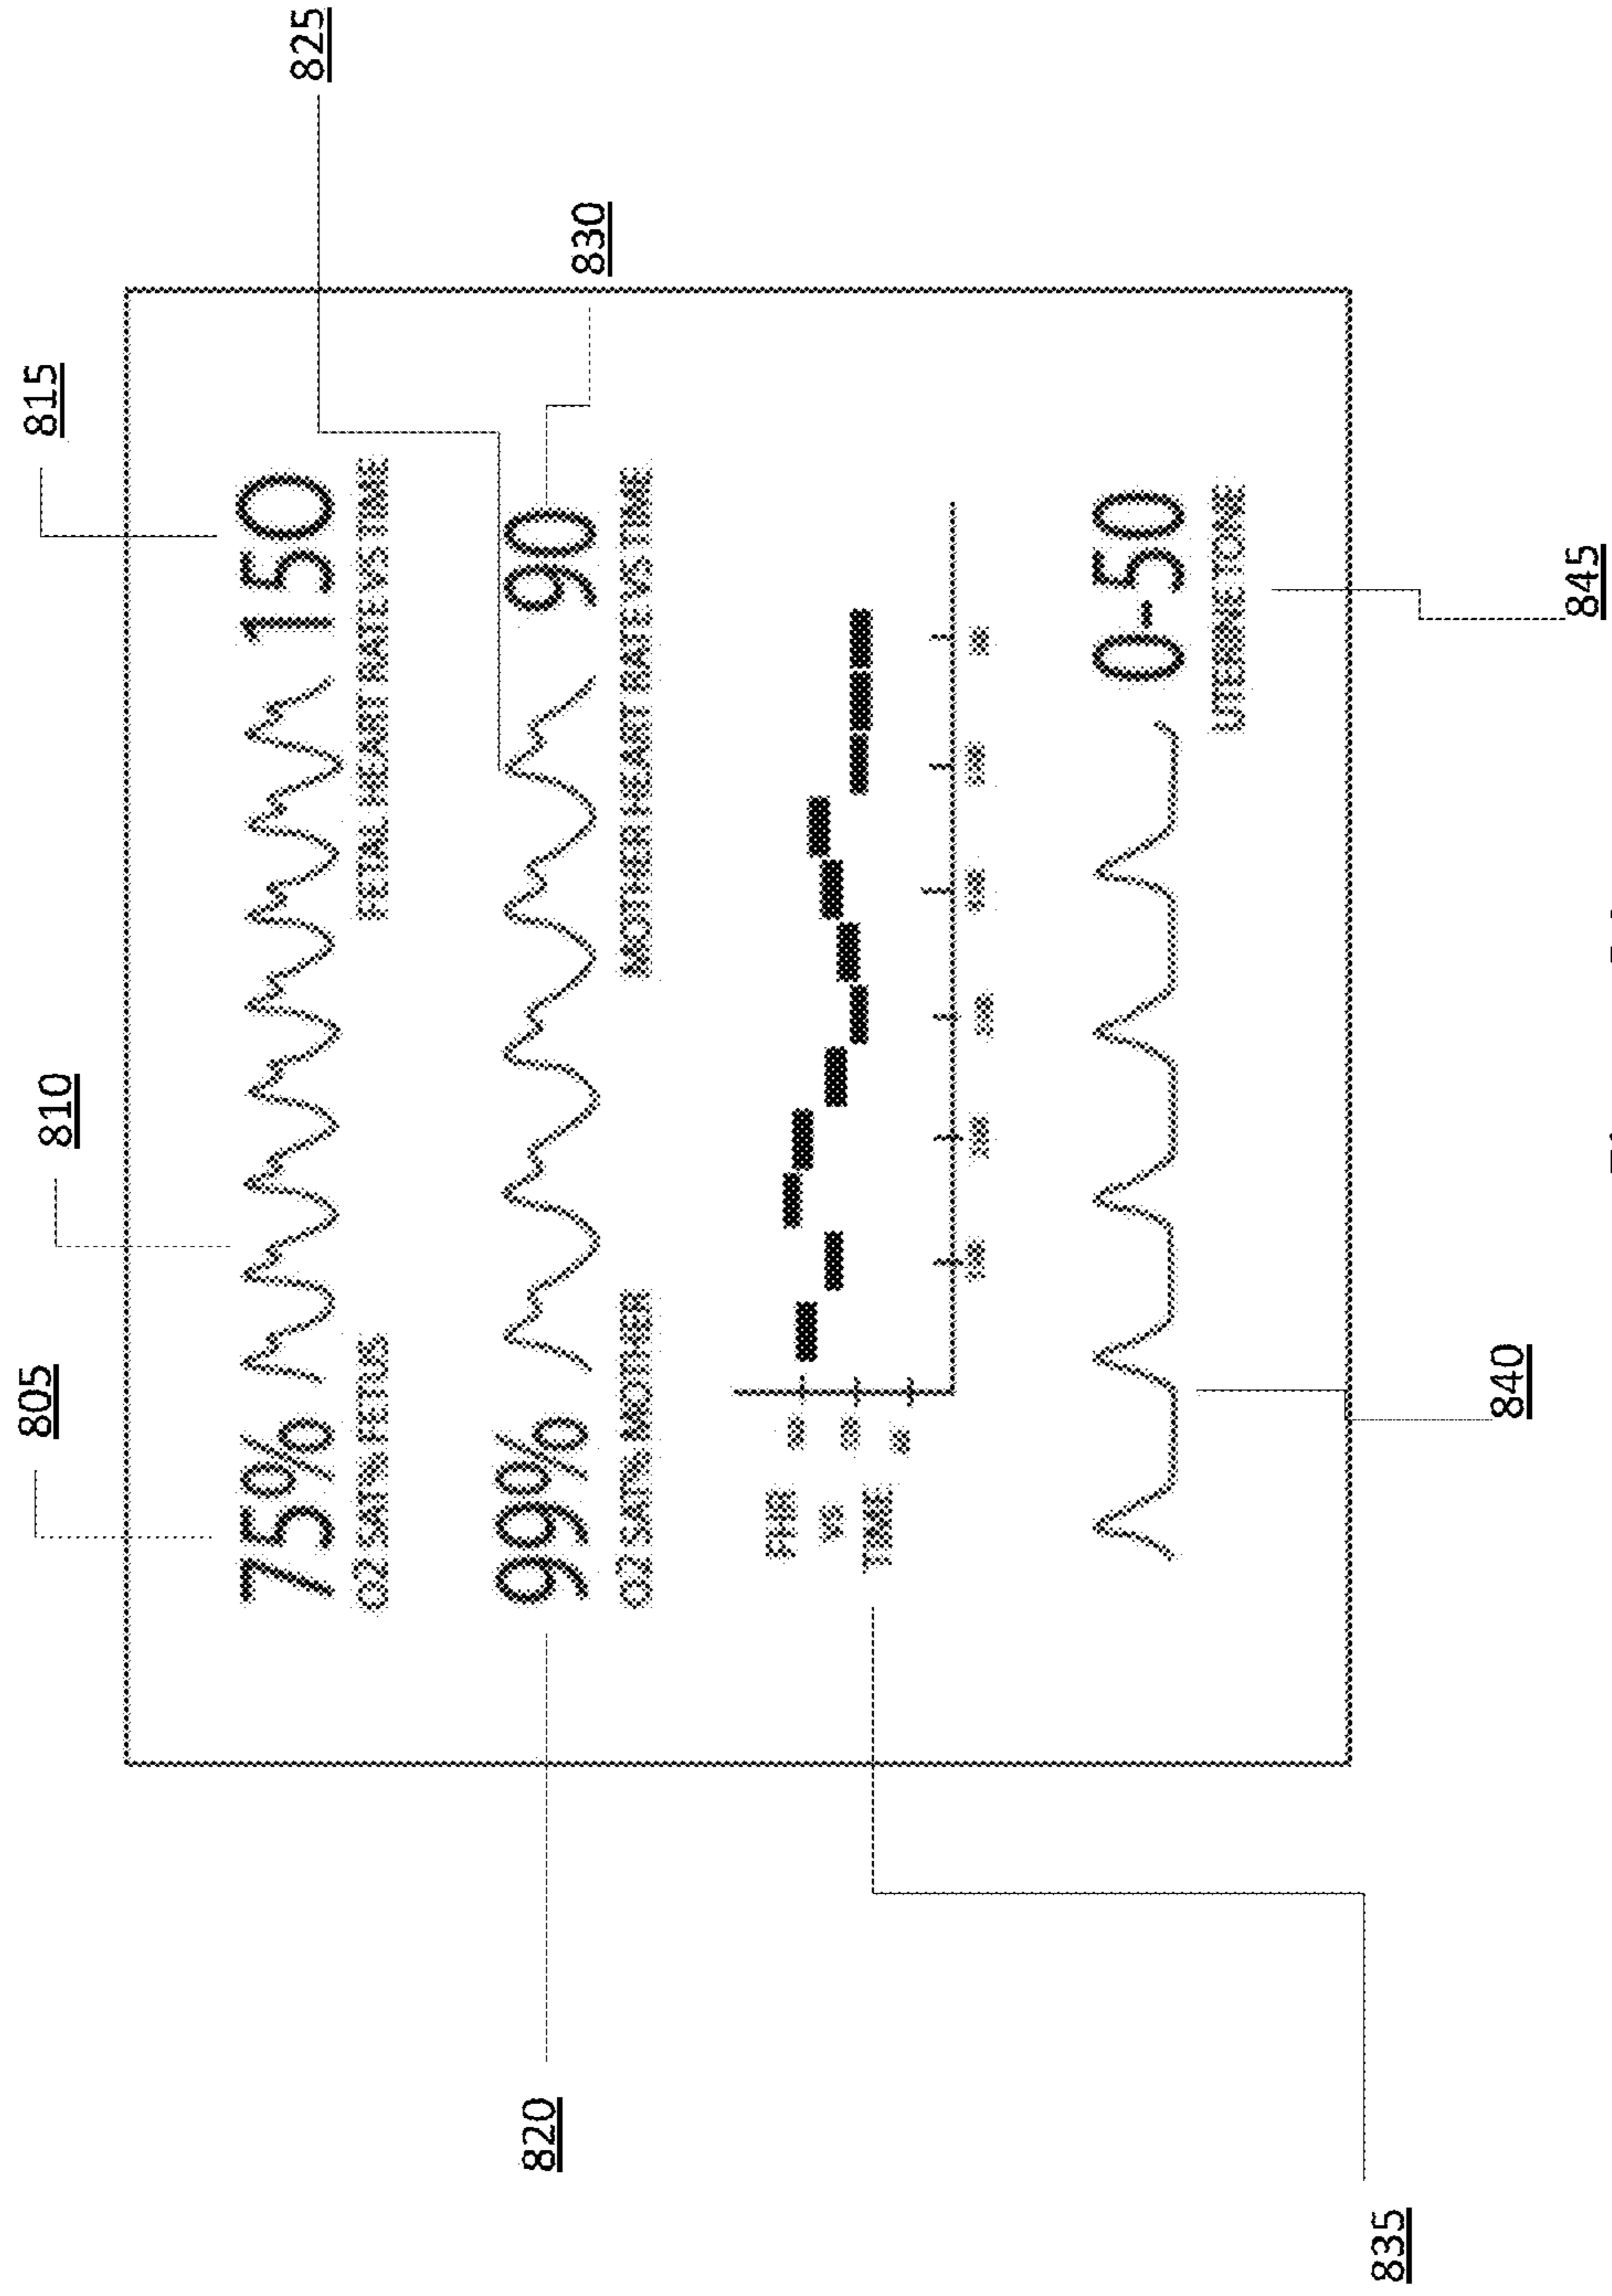 825
815
830
810
805
75%
150
O2 SAT% FETUS
FETAL HEART RATE VS TIME
99%
90
O2 SAT% MOTHER
MOTHER HEART RATE VS TIME
820
FHR
VS
TIME
0-50
UTERINE TONE
835
840
845